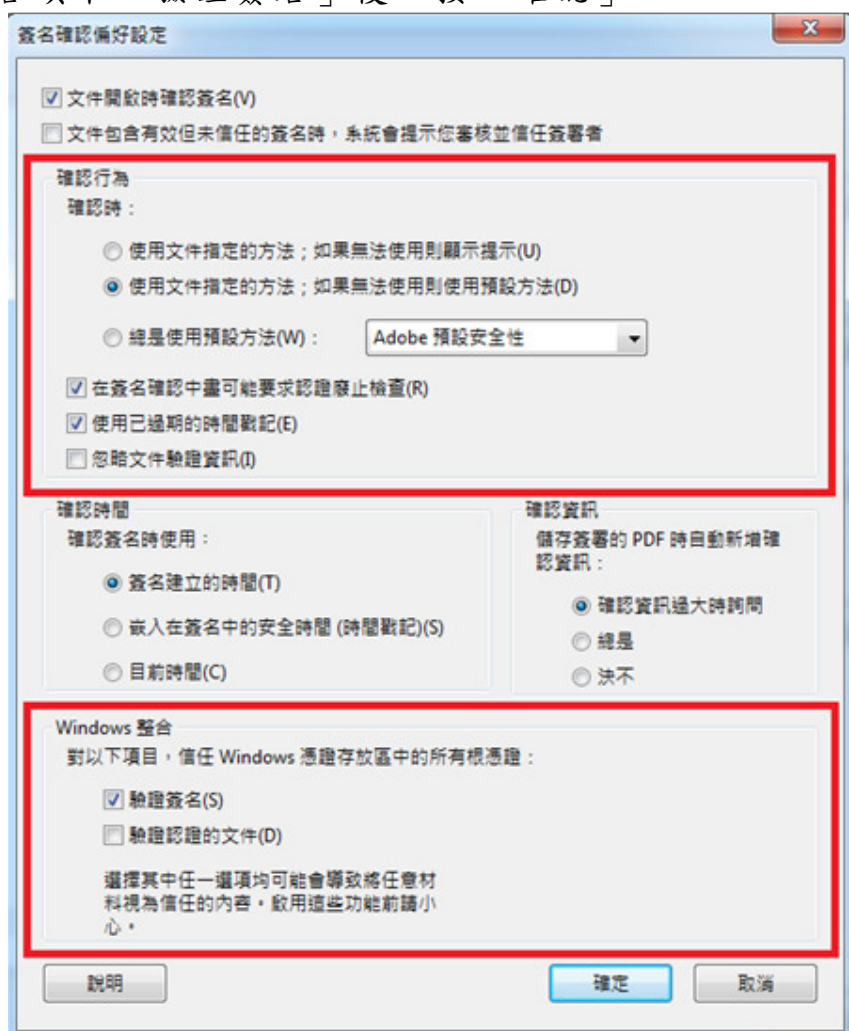 簽名確認偏好設定
文件開啟時確認簽名(V)
文件包含有效但未信任的簽名時，系統會提示您審核並信任簽署者
確認行為
確認時：
使用文件指定的方法；如果無法使用則顯示提示(U)
使用文件指定的方法；如果無法使用則使用預設方法(D)
總是使用預設方法(W)：
Adobe 預設安全性
在簽名確認中盡可能要求認證廢止檢查(R)
使用已過期的時間戳記(E)
忽略文件驗證資訊(I)
確認時間
確認簽名時使用：
簽名建立的時間(T)
嵌入在簽名中的安全時間 (時間戳記)(S)
目前時間(C)
確認資訊
儲存簽署的 PDF 時自動新增確
認資訊：
確認資訊過大時詢問
總是
決不
Windows 整合
對以下項目，信任 Windows 憑證存放區中的所有根憑證：
驗證簽名(S)
驗證認證的文件(D)
選擇其中任一選項均可能會導致將任意材
料視為信任的內容。啟用這些功能前請小
心。
說明
確定
取消